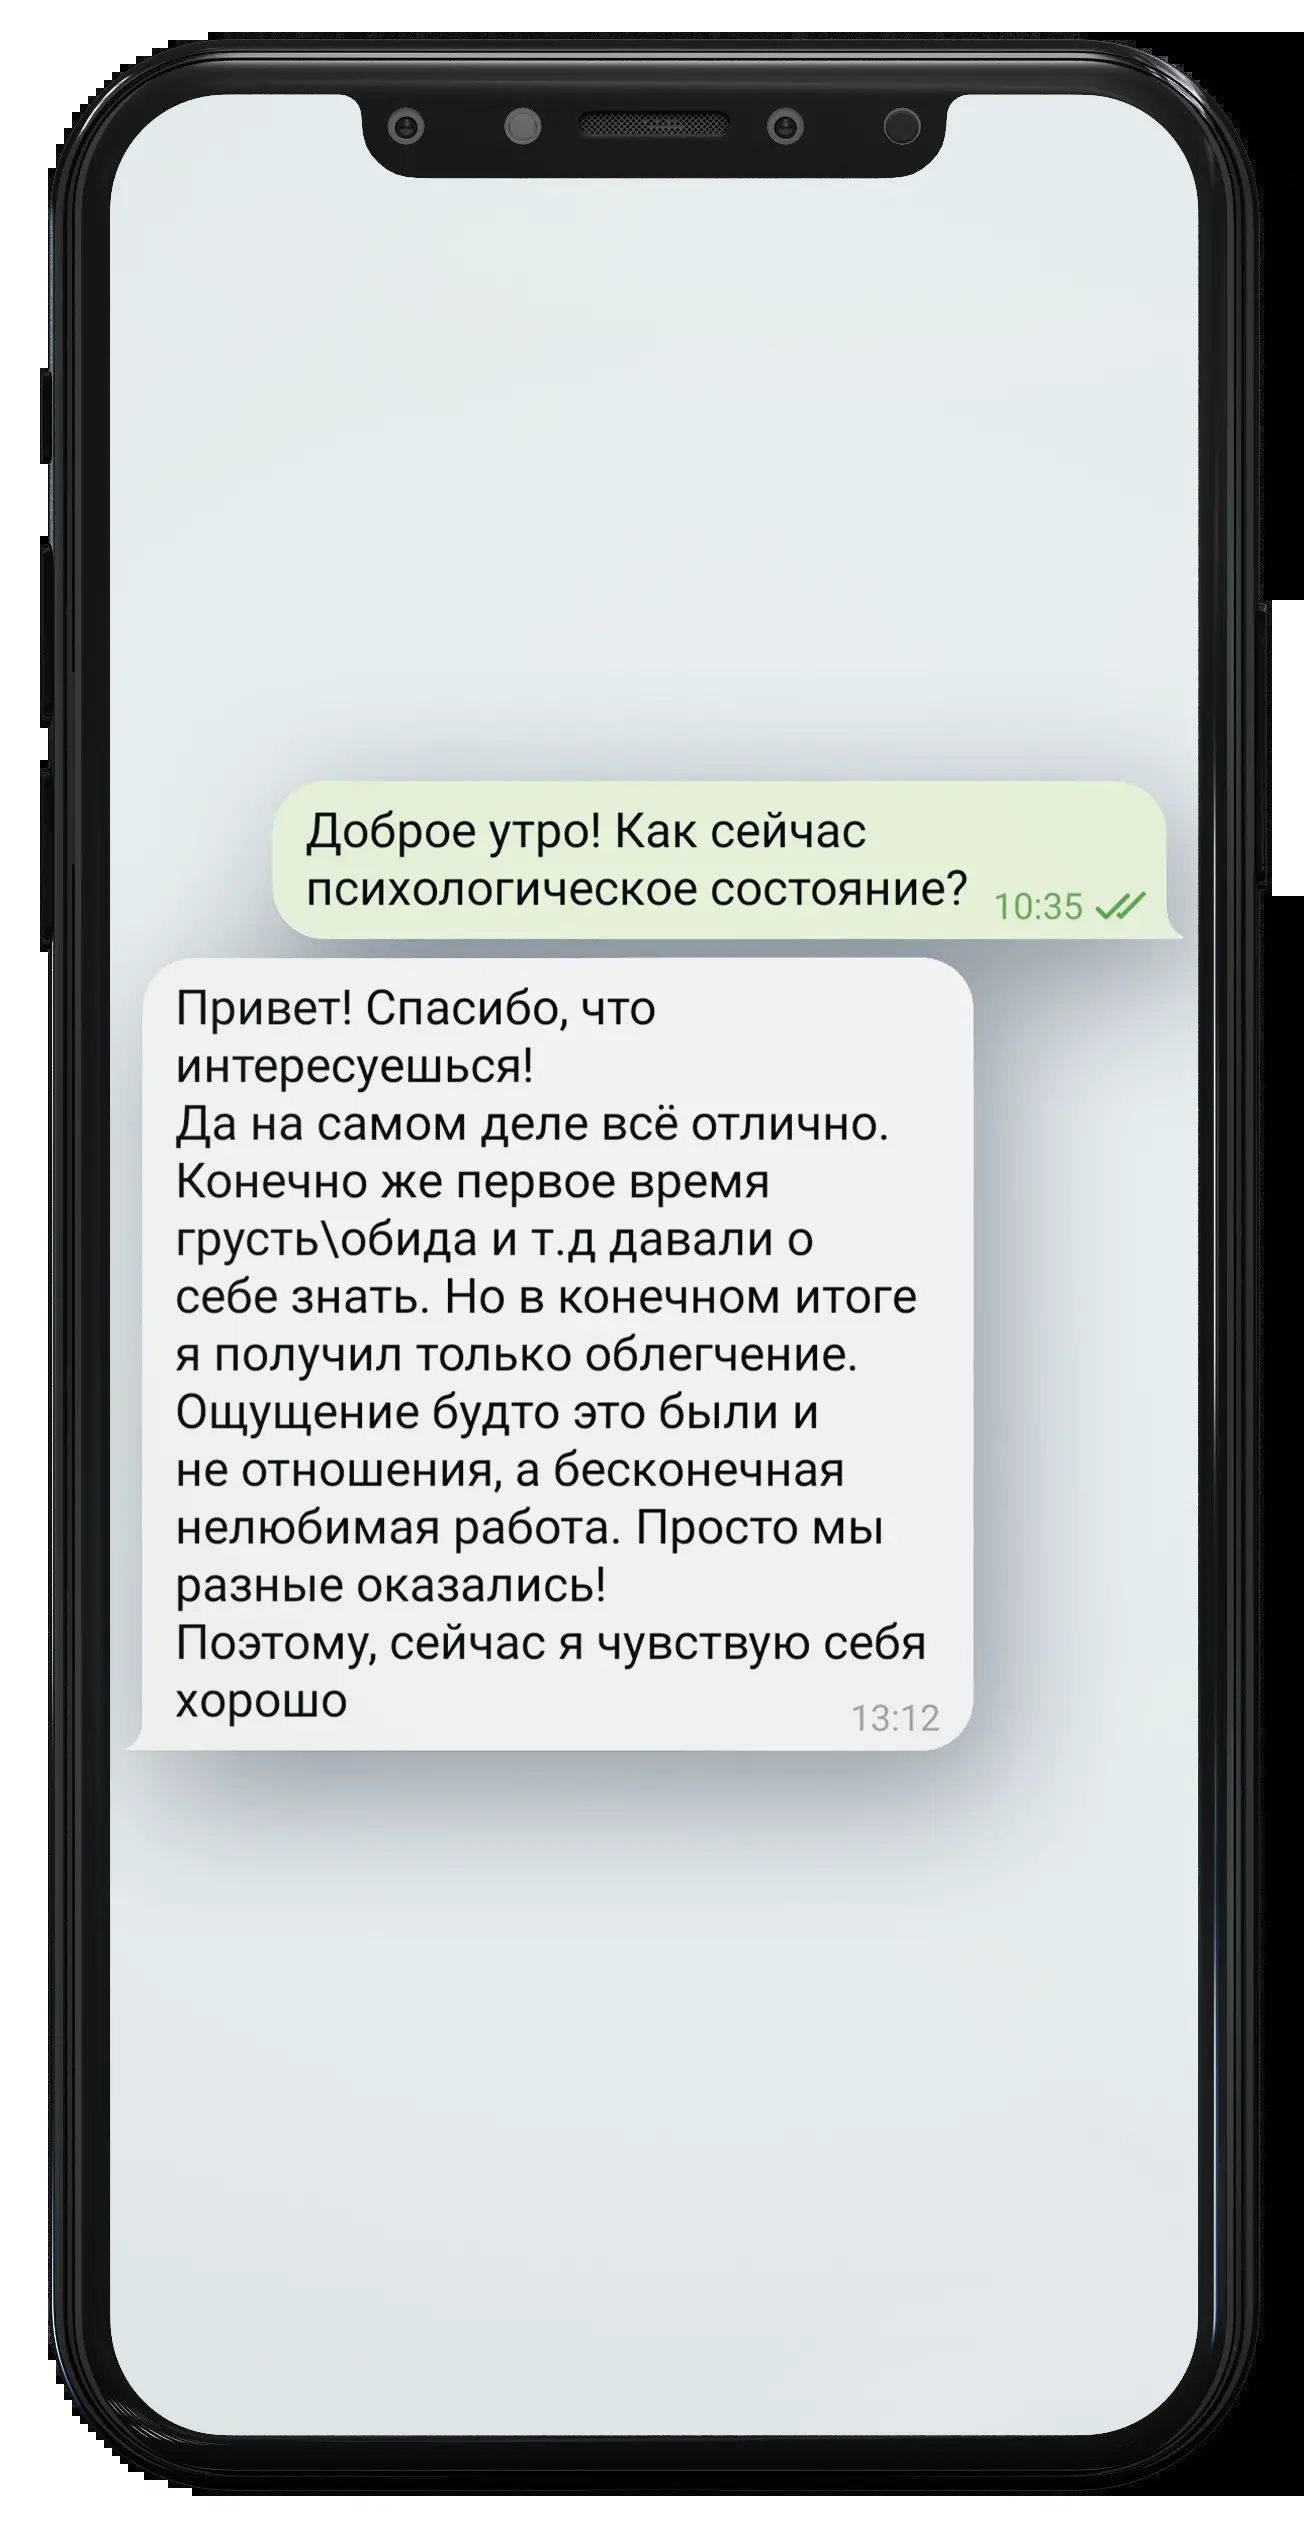 Доброе утро! Как сейчас
психологическое состояние?
10:35
Привет! Спасибо, что
интересуешься!
Да на самом деле всё отлично.
Конечно же первое время
грусть\обида и т.д давали о
себе знать. Но в конечном итоге
я получил только облегчение.
Ощущение будто это были и
не отношения, а бесконечная
нелюбимая работа. Просто мы
разные оказались!
Поэтому, сейчас я чувствую себя
хорошо
13:12